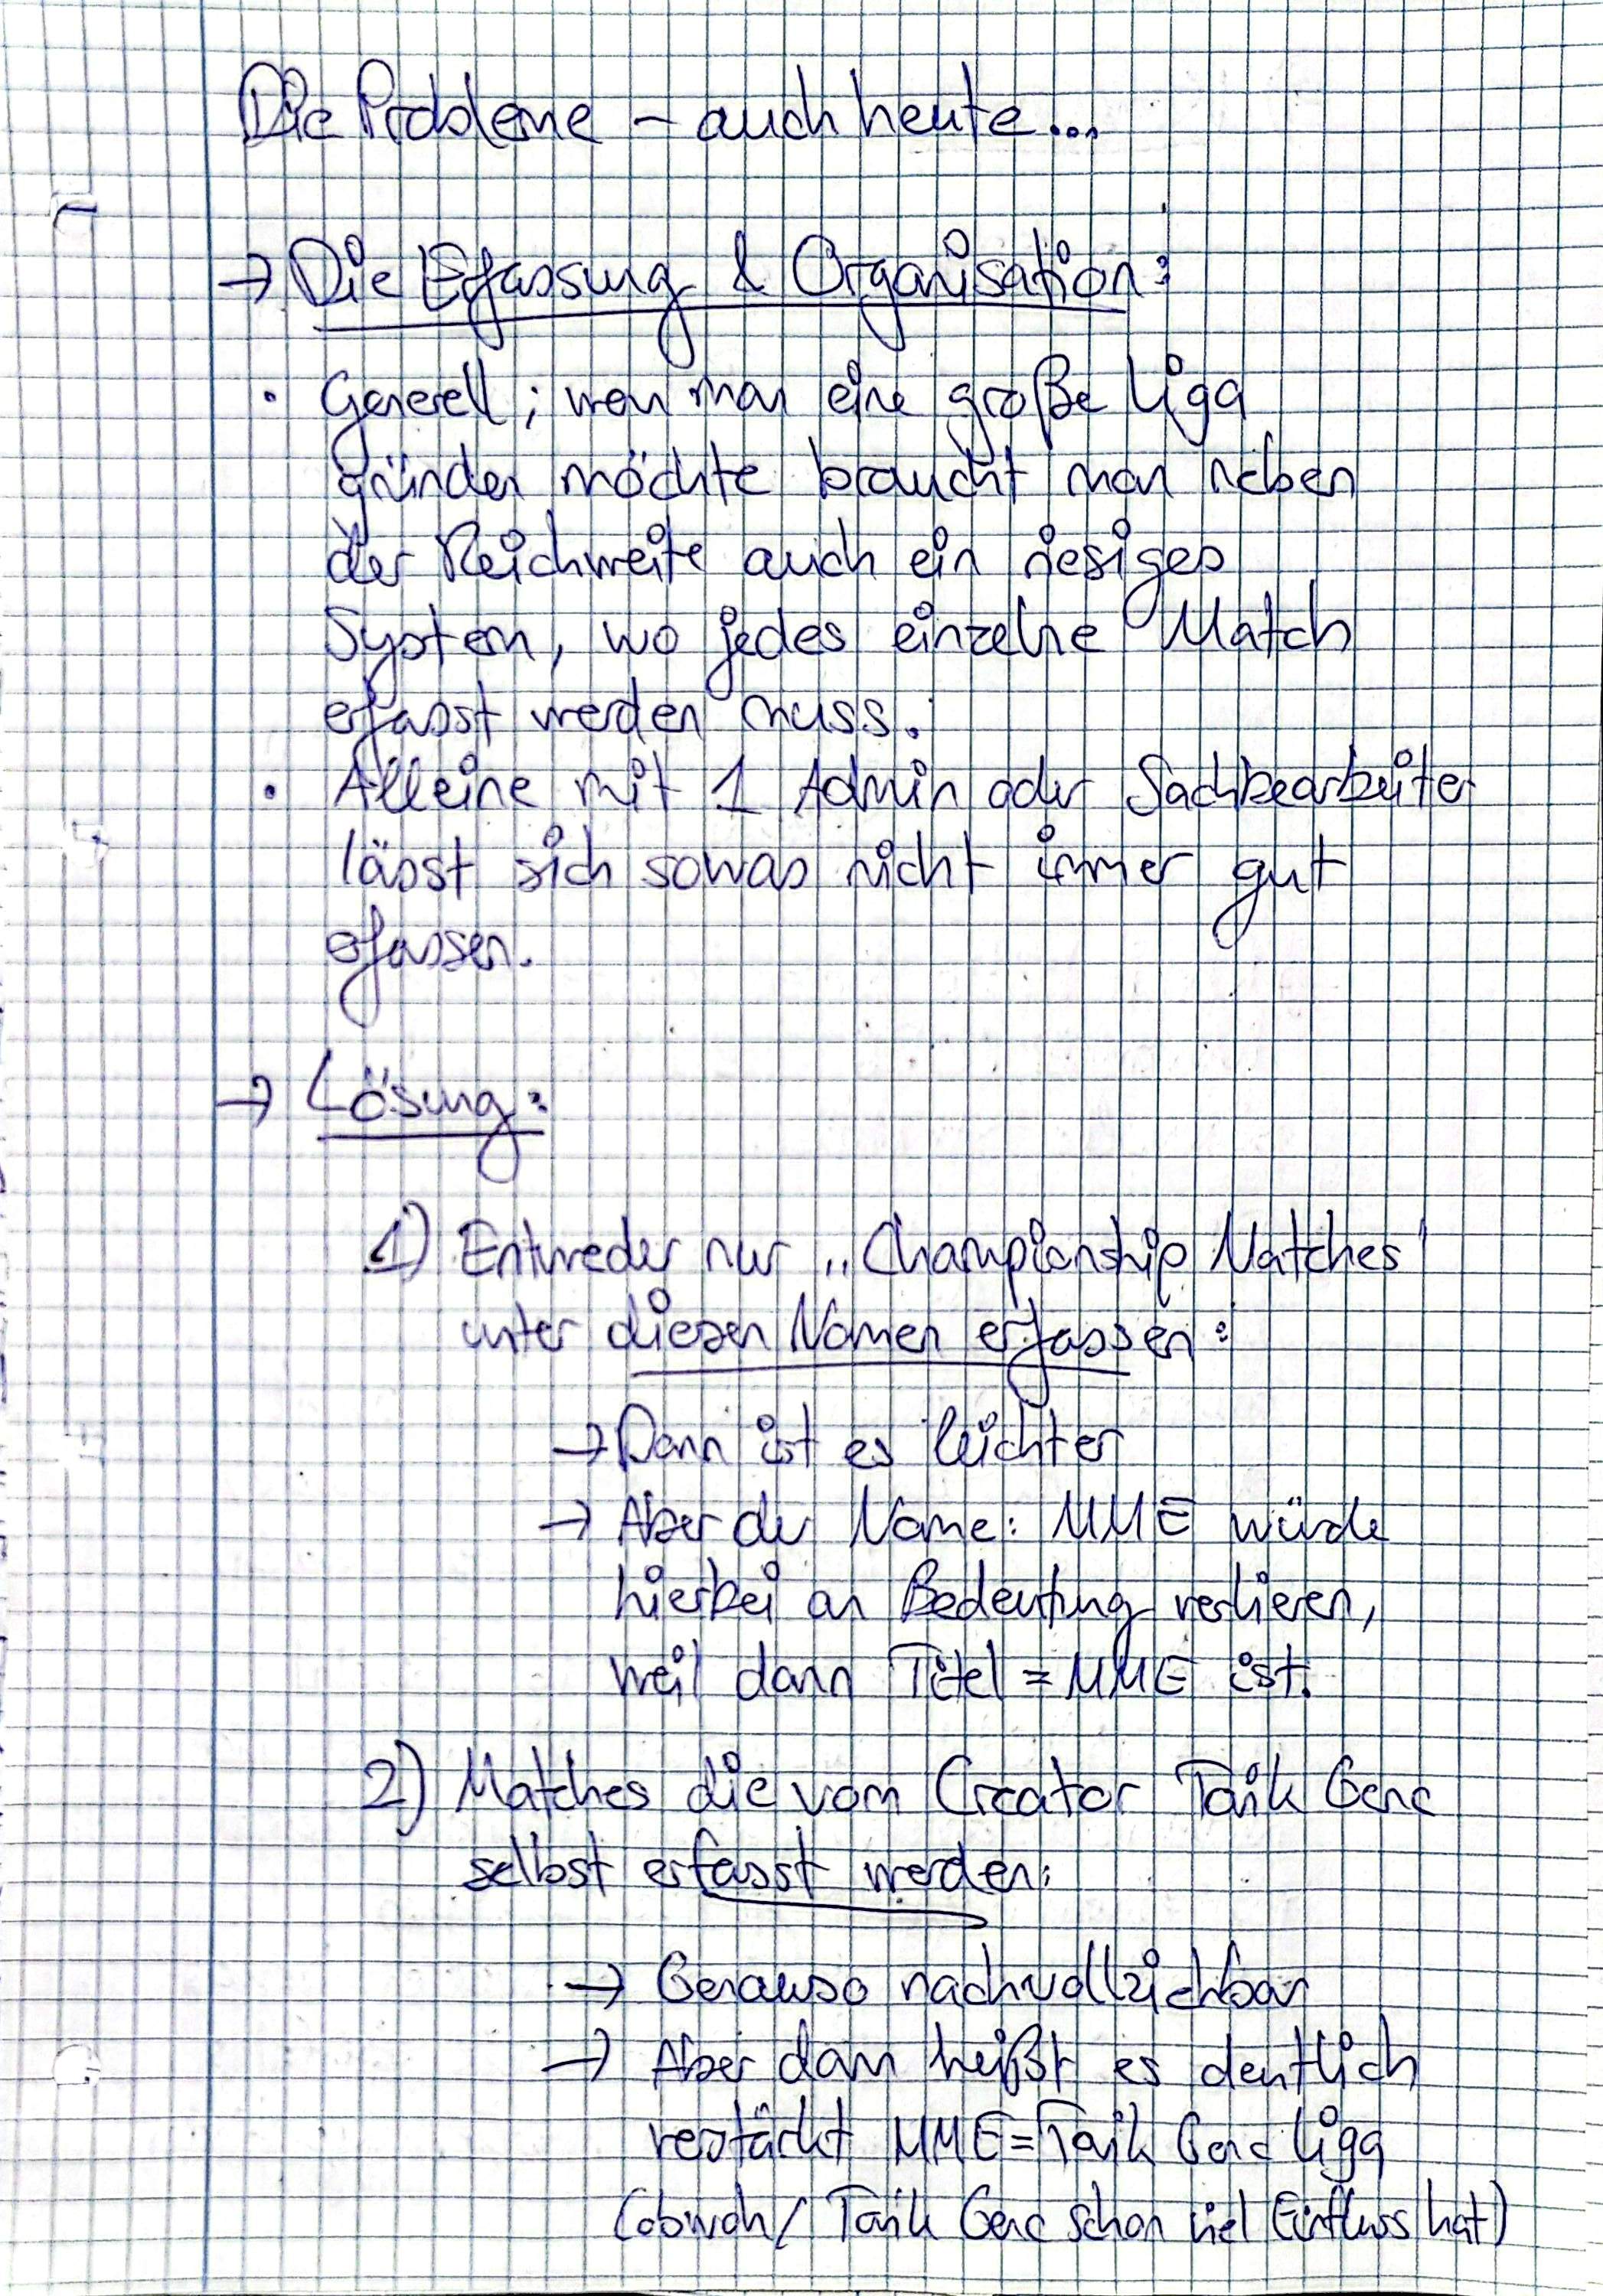 Die Probleme – auch heute...
→ Die Erfassung & Organisation:
• Generell; wenn man eine große Liga
gründen möchte braucht man neben
der Reichweite auch ein riesiges
System, wo jedes einzelne Match
erfasst werden muss.
• Alleine mit 1 Admin oder Sachbearbeiter
lässt sich sowas nicht immer gut
erfassen.
→ Lösung:
1) Entweder nur „Championship Matches"
unter diesen Namen erfassen:
→ Dann ist es leichter
→ Aber der Name: MME würde
hierbei an Bedeutung verlieren,
weil dann Titel = MME ist.
2) Matches die vom Creator Tarik Genc
selbst erfasst werden:
→ Genauso nachvollziehbar
→ Aber dann heißt es deutlich
verstärkt MME = Tarik Genc Liga
(obwohl Tarik Genc schon viel Einfluss hat)